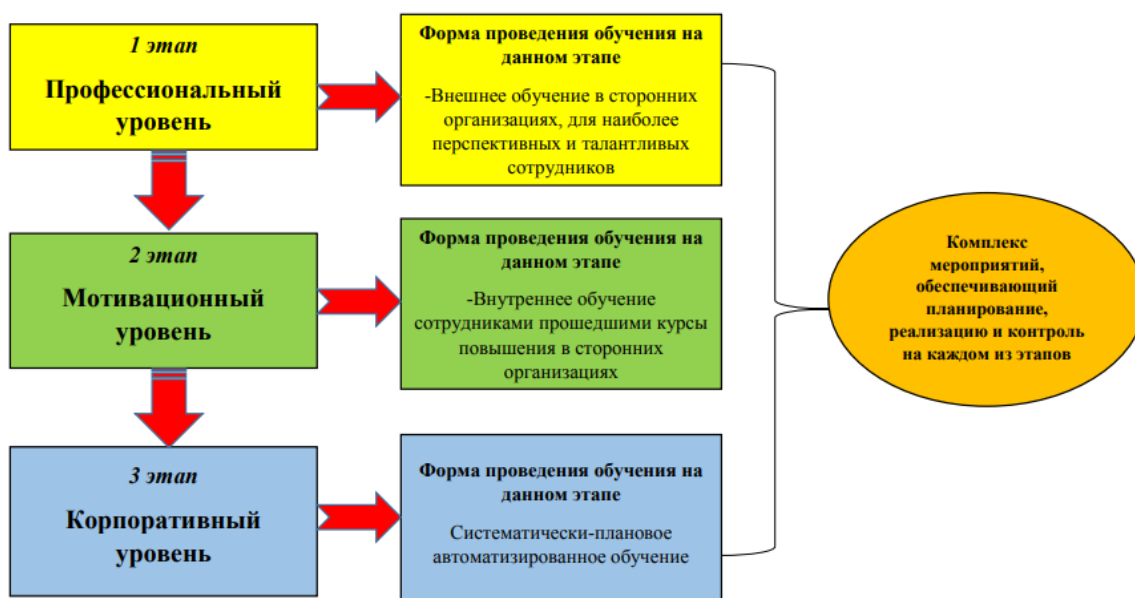 1 этап
Профессиональный
уровень
Форма проведения обучения на
данном этапе
-Внешнее обучение в сторонних
организациях, для наиболее
перспективных и талантливых
сотрудников
2 этап
Мотивационный
уровень
Форма проведения обучения на
данном этапе
-Внутреннее обучение
сотрудниками прошедшими курсы
повышения в сторонних
организациях
3 этап
Корпоративный
уровень
Форма проведения обучения на
данном этапе
Систематически-плановое
автоматизированное обучение
Комплекс
мероприятий,
обеспечивающий
планирование,
реализацию и контроль
на каждом из этапов